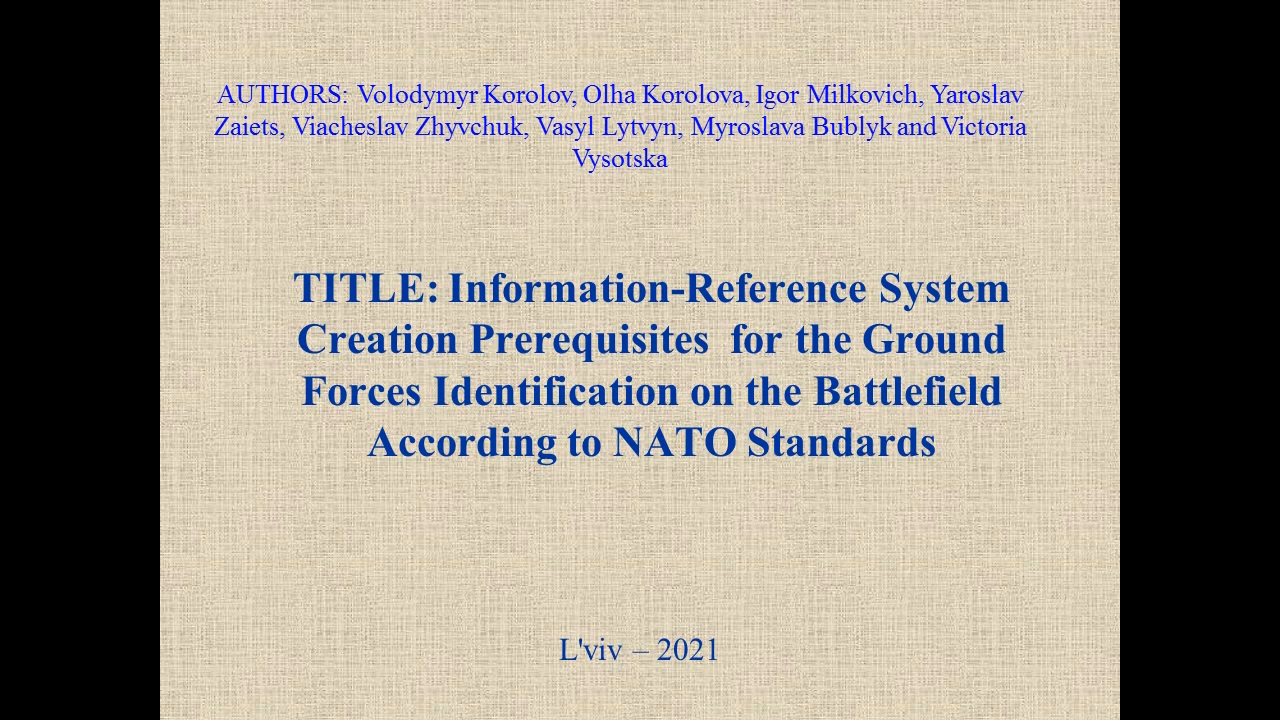 AUTHORS: Volodymyr Korolov, Olha Korolova, Igor Milkovich, Yaroslav
Zaiets, Viacheslav Zhyvchuk, Vasyl Lytvyn, Myroslava Bublyk and Victoria
Vysotska
TITLE: Information-Reference System
Creation Prerequisites for the Ground
Forces Identification on the Battlefield
According to NATO Standards
L'viv – 2021